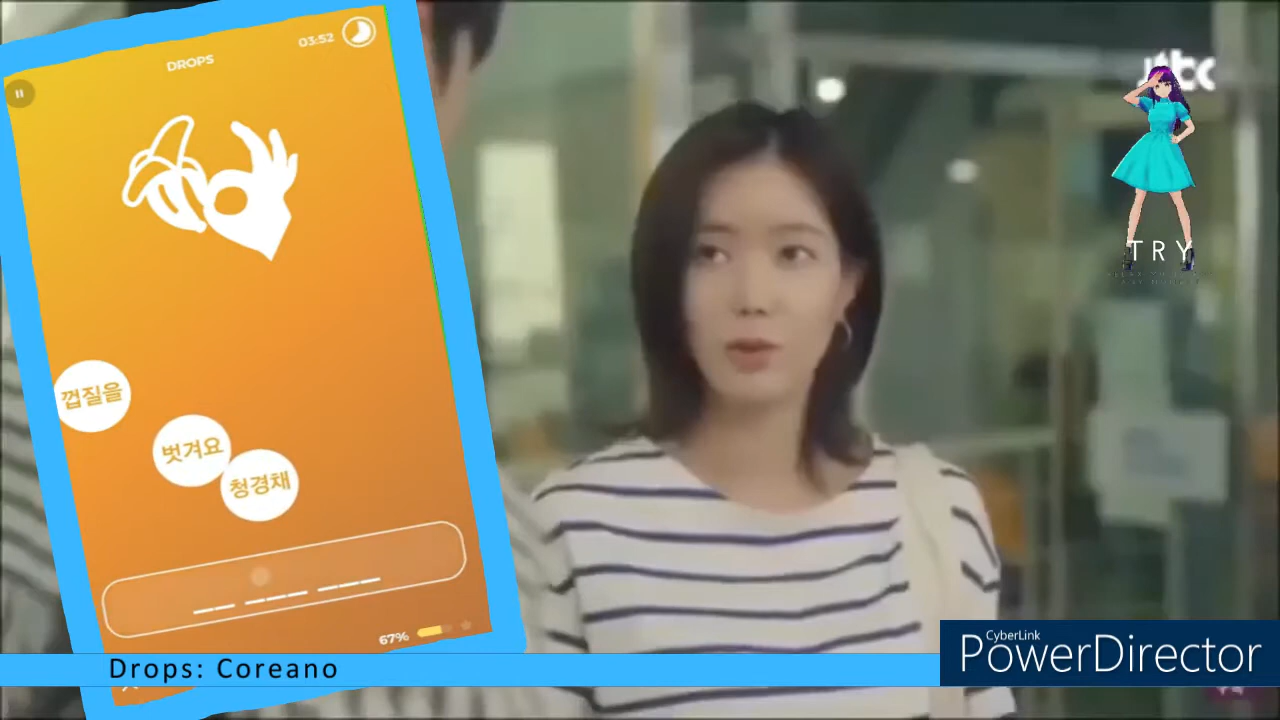 03:52
DROPS
jtbc
TRY
껍질을
벗겨요
청경채
67%
Drops: Coreano
CyberLink
PowerDirector